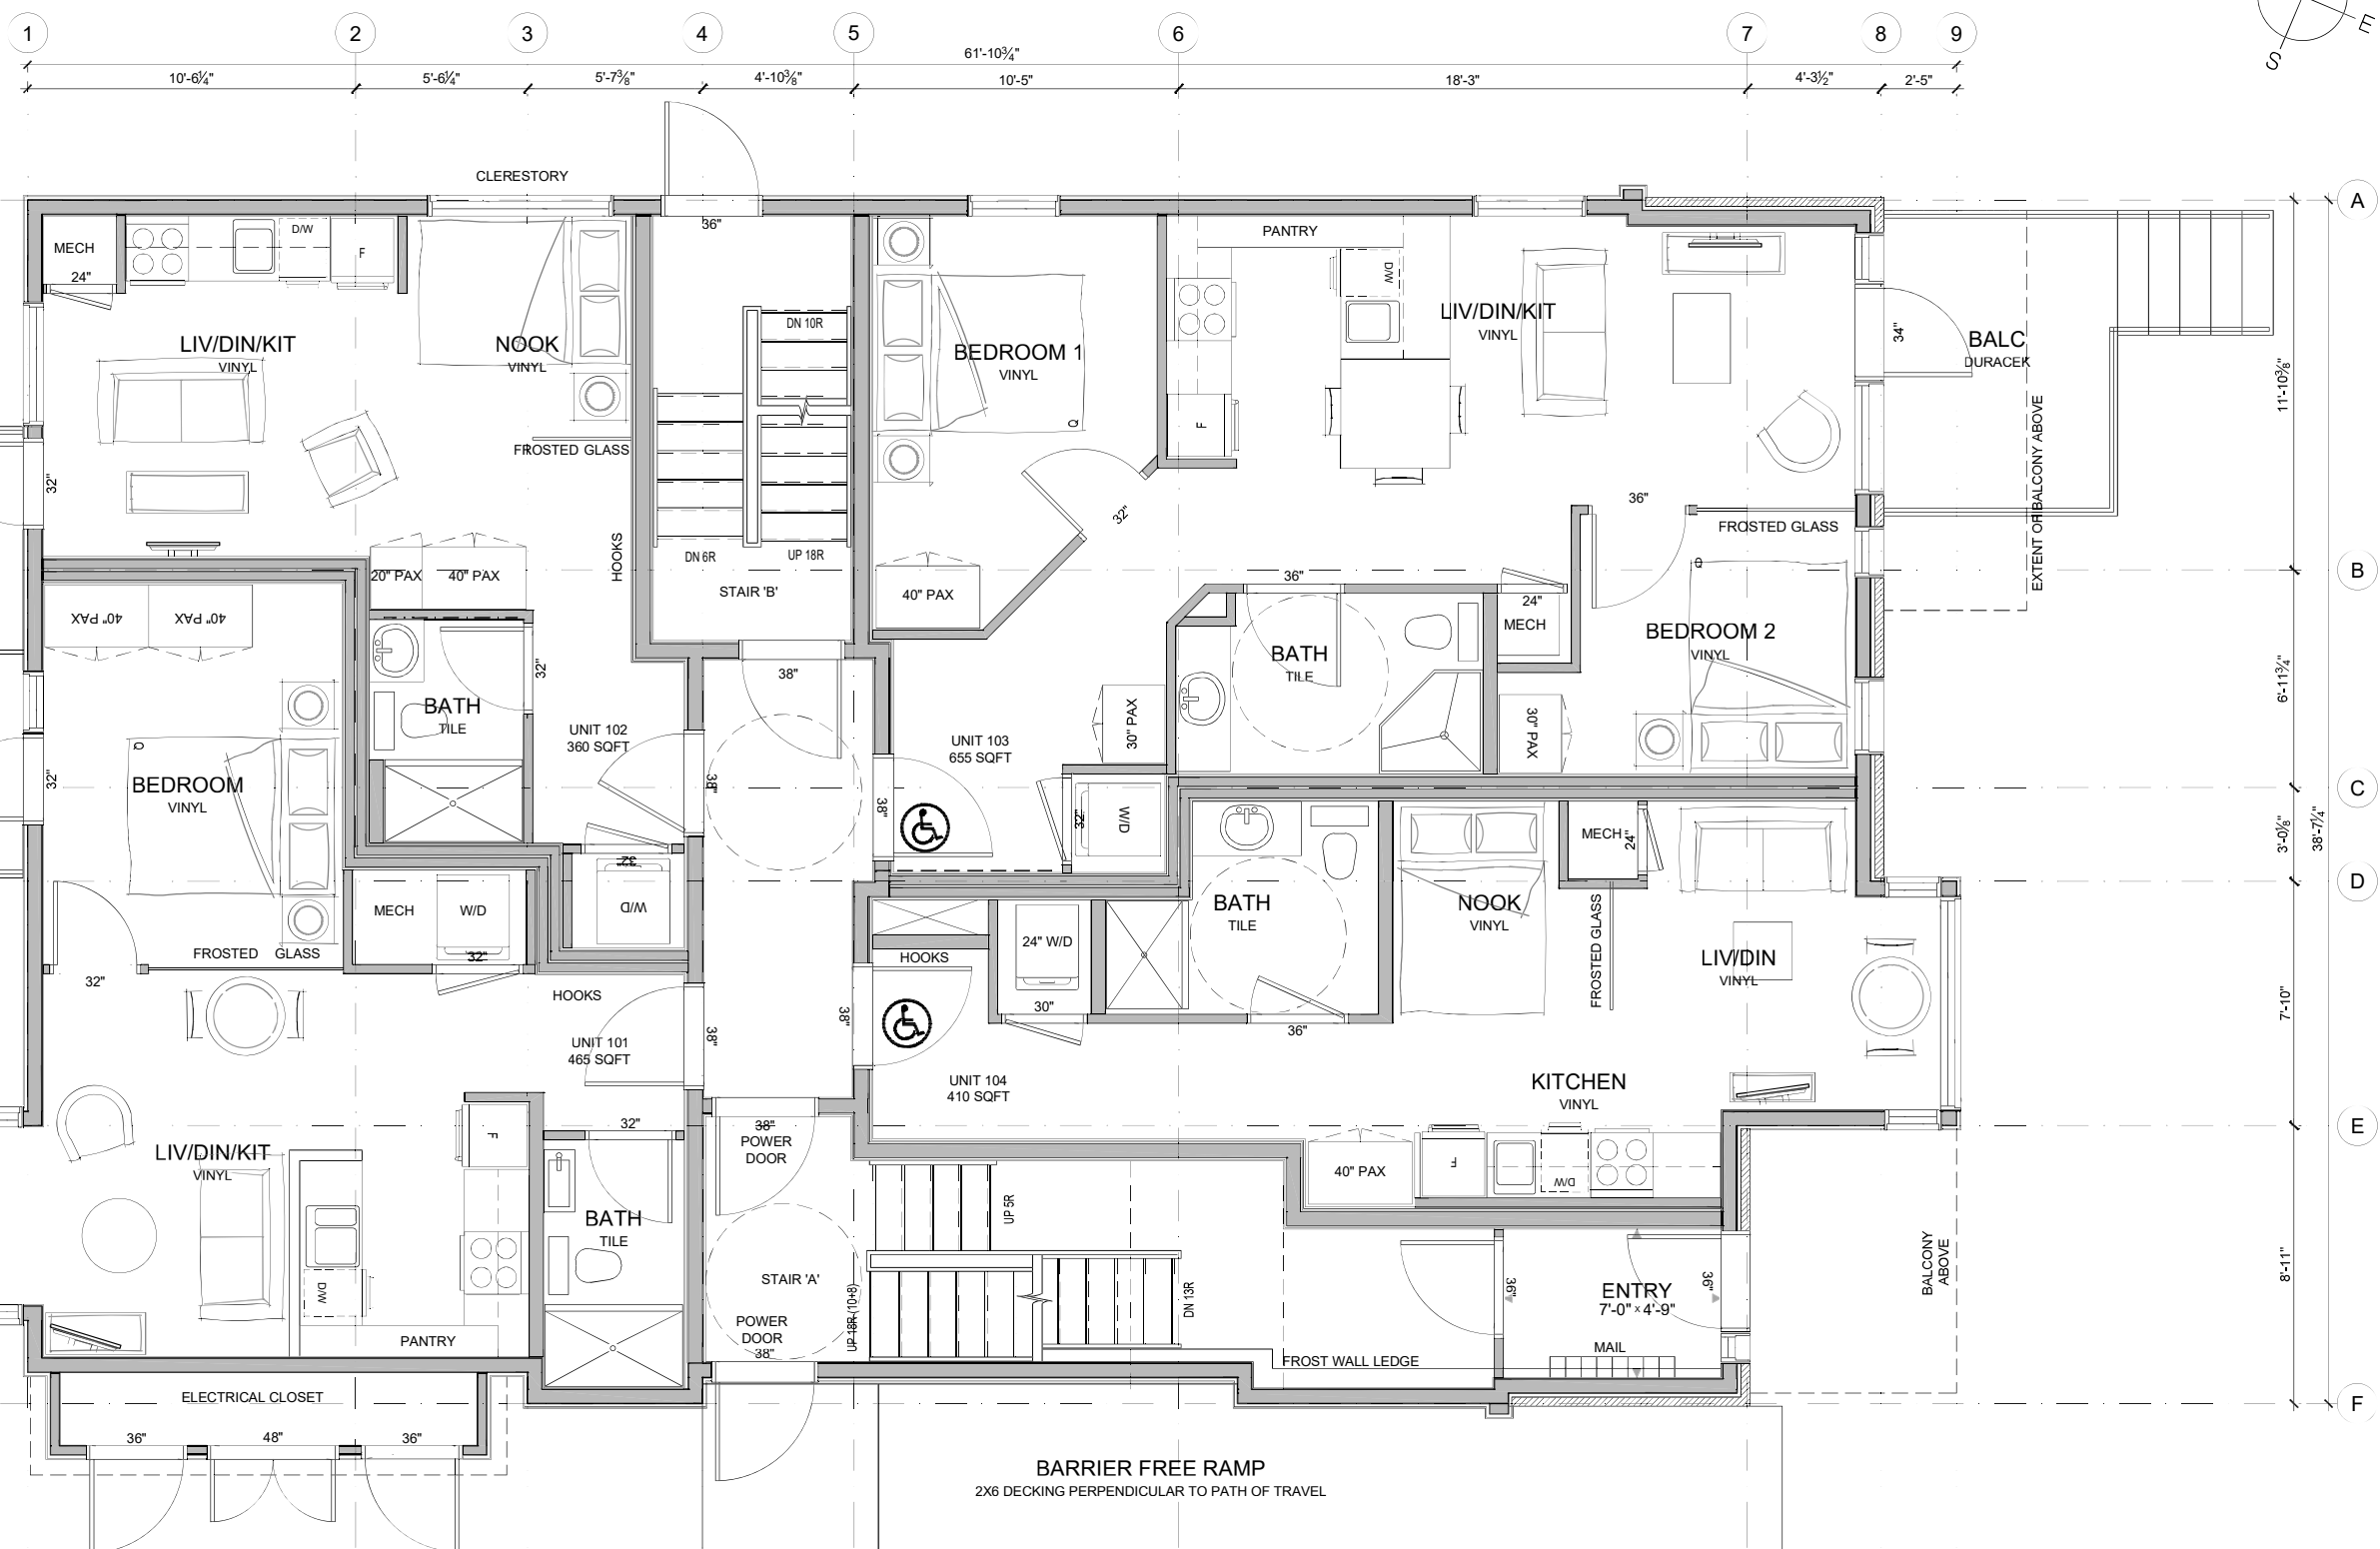 1 2 3 4 5 6 7 8 9
E
S
61'-10¾"
10'-6¼" 5'-6¼" 5'-7⅜" 4'-10⅜" 10'-5" 18'-3" 4'-3½" 2'-5"
CLERESTORY
A
36"
MECH
24"
D/W
F
PANTRY
D/W
F
LIV/DIN/KIT
VINYL
NOOK
VINYL
DN 10R
BEDROOM 1
VINYL
Q
LIV/DIN/KIT
VINYL
34"
BALC
DURACEK
11'-10⅜"
EXTENT OR BALCONY ABOVE
FROSTED GLASS
32"
HOOKS
DN 6R
UP 18R
STAIR 'B'
32"
36"
FROSTED GLASS
20" PAX
40" PAX
40" PAX
36"
24"
MECH
Q
B
40" PAX
40" PAX
BATH
TILE
32"
38"
BATH
TILE
BEDROOM 2
VINYL
6'-11¾"
UNIT 102
360 SQFT
38"
UNIT 103
655 SQFT
30" PAX
30" PAX
Q
BEDROOM
VINYL
32"
38"
32"
W/D
C
MECH
24"
3'-0⅛"
38'-7¼"
32"
W/D
D
MECH
W/D
32"
FROSTED GLASS
32"
HOOKS
24" W/D
30"
BATH
TILE
36"
NOOK
VINYL
FROSTED GLASS
LIV/DIN
VINYL
7'-10"
HOOKS
UNIT 101
465 SQFT
38"
38"
UNIT 104
410 SQFT
KITCHEN
VINYL
E
LIV/DIN/KIT
VINYL
F
32"
38"
POWER
DOOR
40" PAX
F
D/W
UP 5R
BATH
TILE
D/W
STAIR 'A'
UP 18R (10+8)
DN 13R
36"
ENTRY
7'-0" x 4'-9"
36"
BALCONY
ABOVE
8'-11"
PANTRY
POWER
DOOR
38"
FROST WALL LEDGE
MAIL
ELECTRICAL CLOSET
F
36" 48" 36"
BARRIER FREE RAMP
2X6 DECKING PERPENDICULAR TO PATH OF TRAVEL